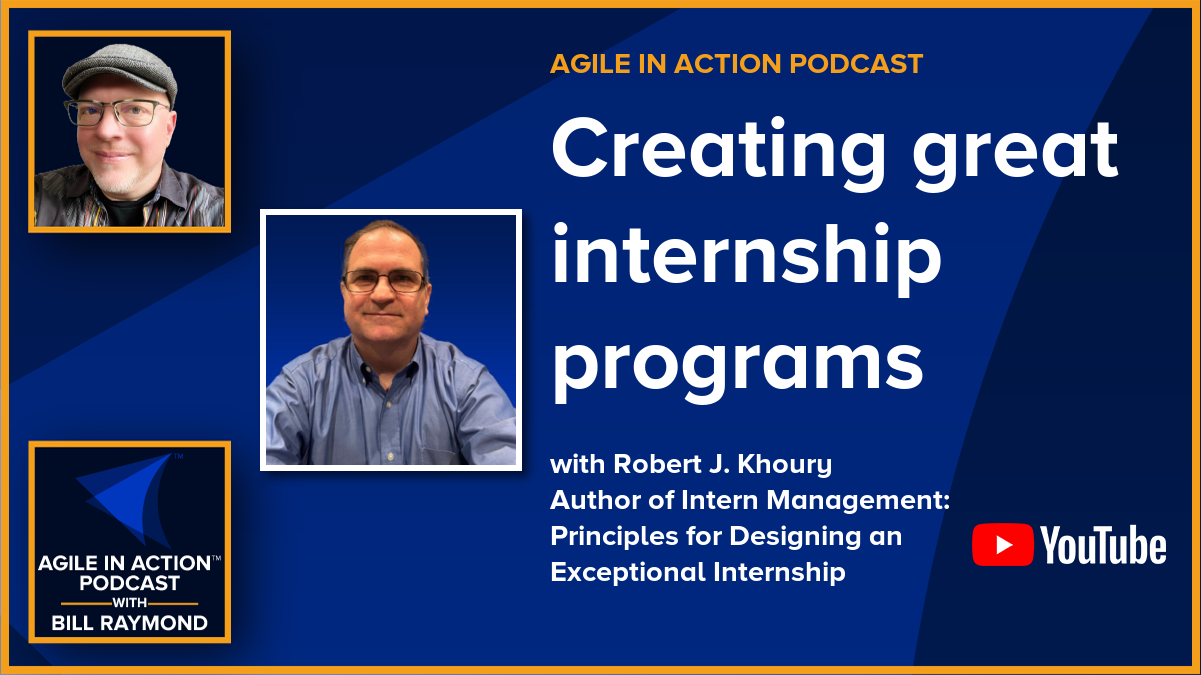 AGILE IN ACTION PODCAST
Creating great
internship
programs
with Robert J. Khoury
Author of Intern Management:
Principles for Designing an
Exceptional Internship
YouTube
TM
AGILE IN ACTION™
PODCAST
WITH
BILL RAYMOND